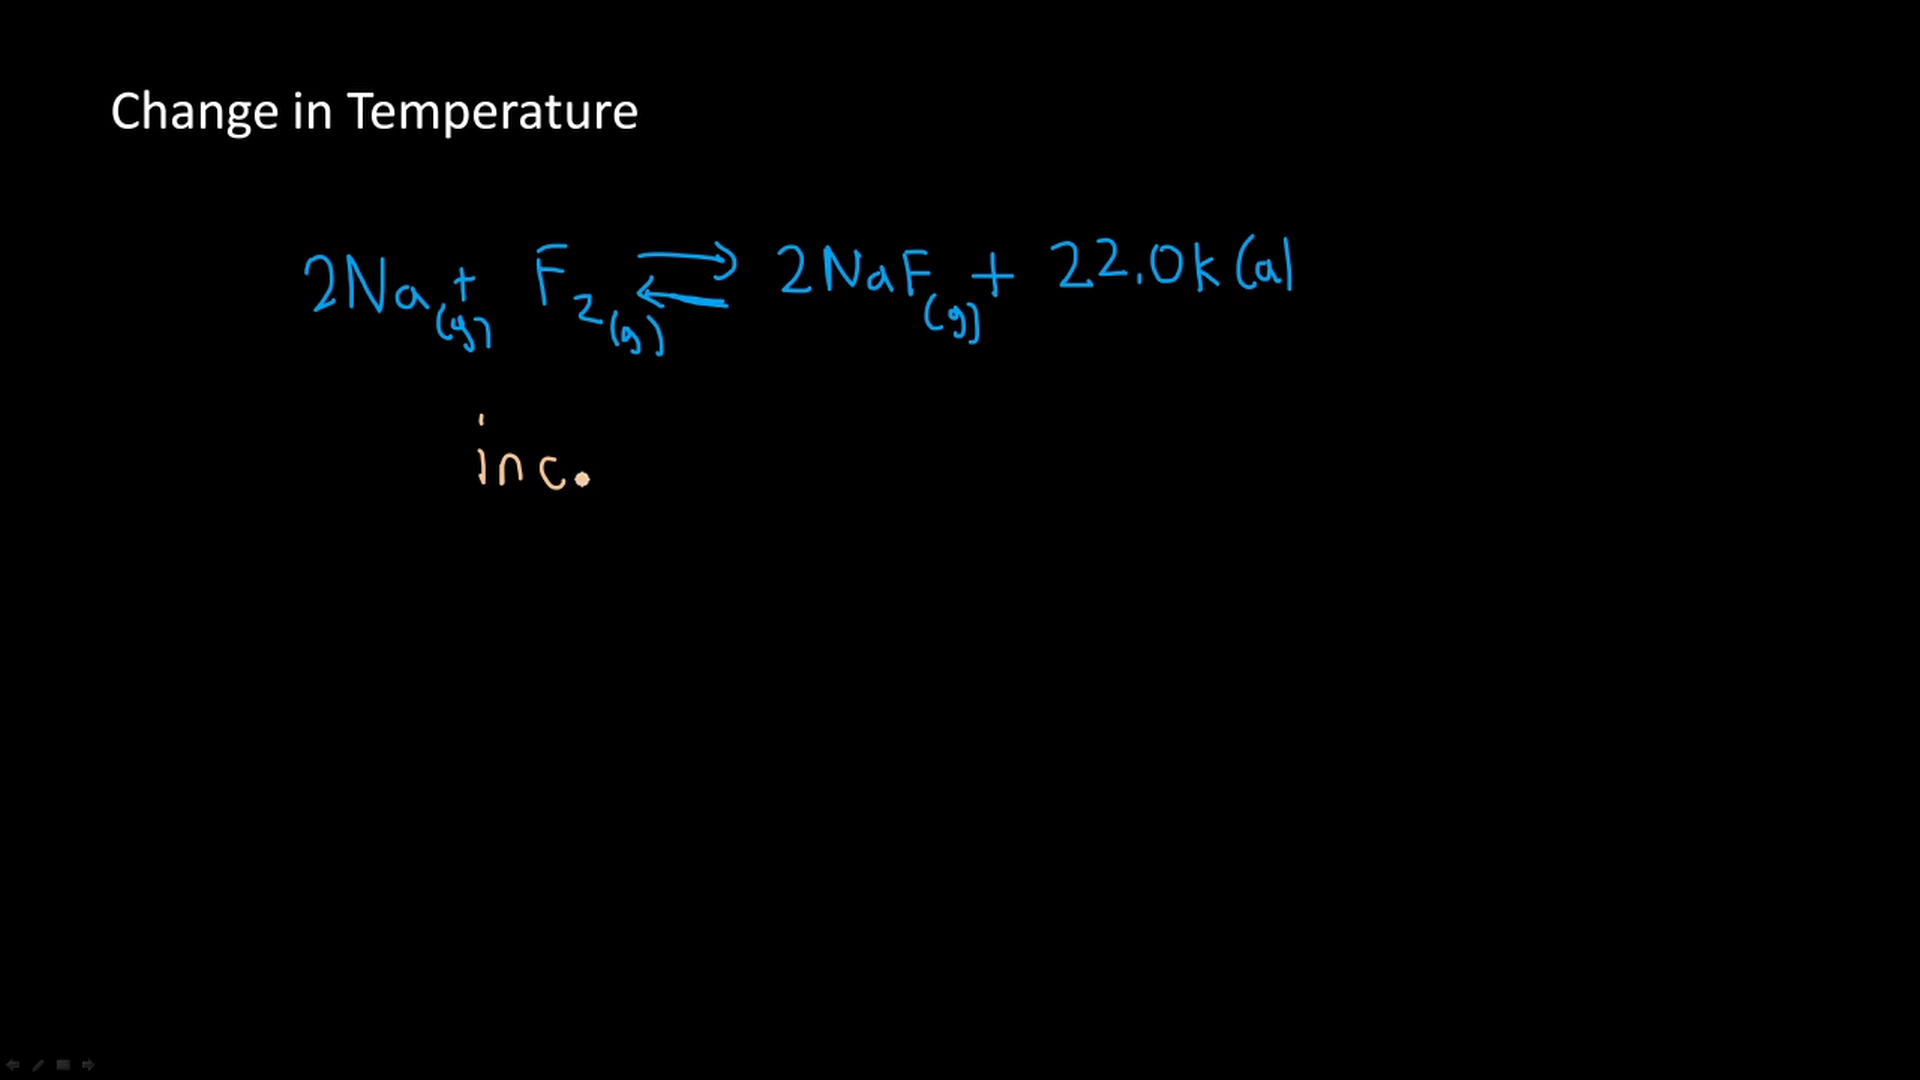 Change in Temperature
2Na(g) + F2(g) ⇄ 2NaF(g) + 22.0kCal
inc.